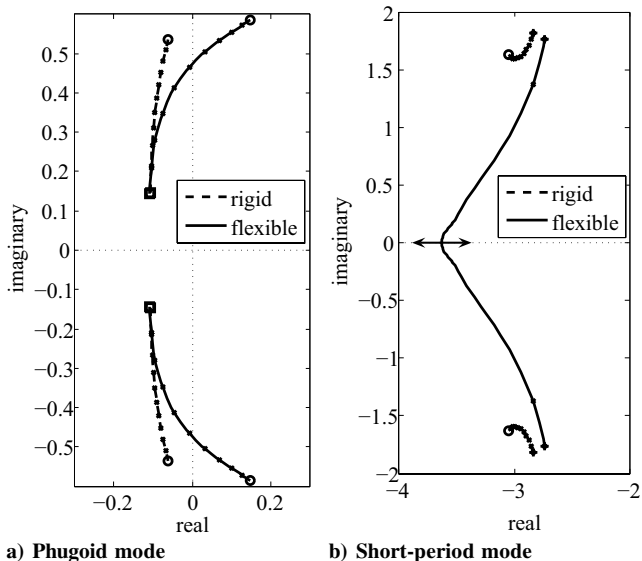 0.5
0.4
0.3
0.2
0.1
0
−0.1
−0.2
−0.3
−0.4
−0.5
imaginary
rigid
flexible
−0.2 0 0.2
real
a) Phugoid mode
2
1.5
1
0.5
0
−0.5
−1
−1.5
−2
imaginary
rigid
flexible
−4 −3 −2
real
b) Short-period mode